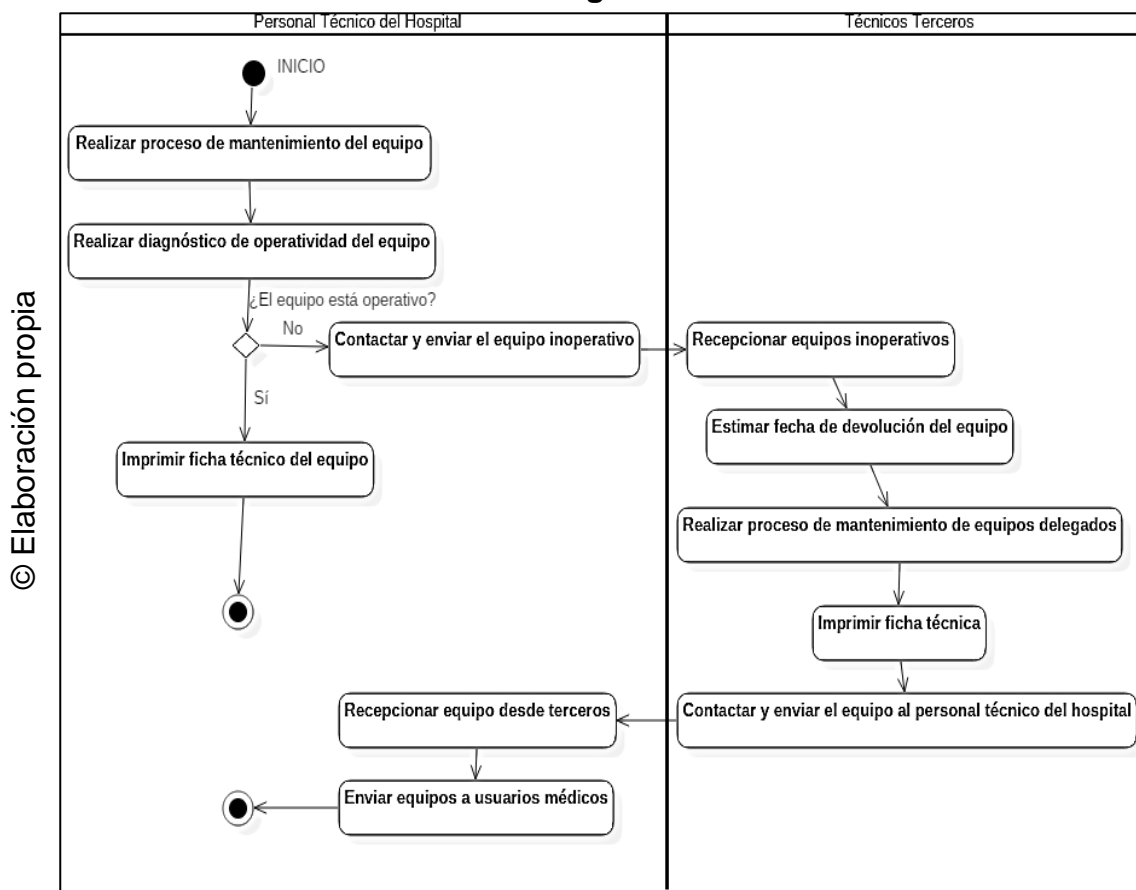 Personal Técnico del Hospital
Técnicos Terceros
INICIO
Realizar proceso de mantenimiento del equipo
Realizar diagnóstico de operatividad del equipo
¿El equipo está operativo?
No
Contactar y enviar el equipo inoperativo
Recepcionar equipos inoperativos
Sí
Estimar fecha de devolución del equipo
Imprimir ficha técnico del equipo
Realizar proceso de mantenimiento de equipos delegados
Imprimir ficha técnica
Recepcionar equipo desde terceros
Contactar y enviar el equipo al personal técnico del hospital
Enviar equipos a usuarios médicos
© Elaboración propia